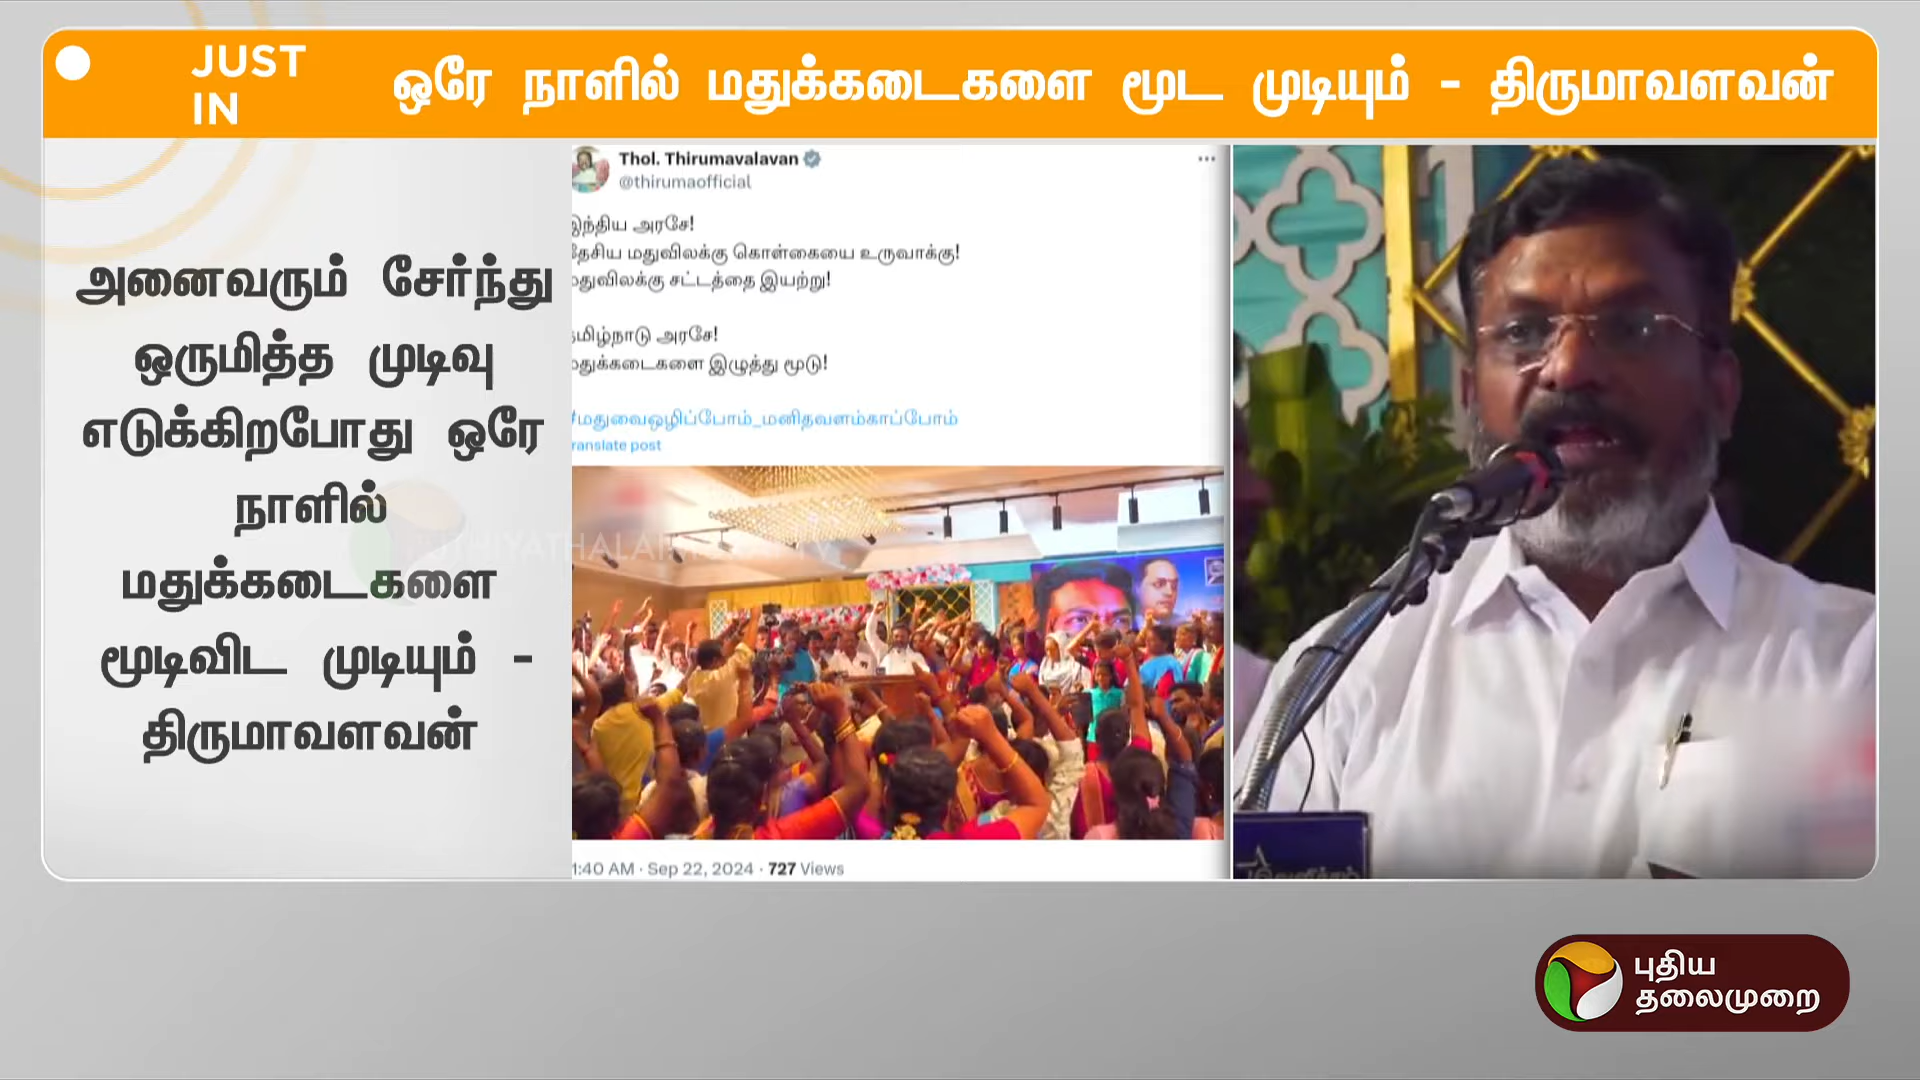 JUST
IN
ஒரே நாளில் மதுக்கடைகளை மூட முடியும் - திருமாவளவன்
அனைவரும் சேர்ந்து
ஒருமித்த முடிவு
எடுக்கிறபோது ஒரே
நாளில்
மதுக்கடைகளை
மூடிவிட முடியும் -
திருமாவளவன்
Thol. Thirumavalavan
@thirumaofficial
இந்திய அரசே!
தேசிய மதுவிலக்கு கொள்கையை உருவாக்கு!
மதுவிலக்கு சட்டத்தை இயற்று!
தமிழ்நாடு அரசே!
மதுக்கடைகளை இழுத்து மூடு!
#மதுவைஒழிப்போம்_மனிதவளம்காப்போம்
ranslate post
1:40 AM · Sep 22, 2024 · 727 Views
புதிய
தலைமுறை